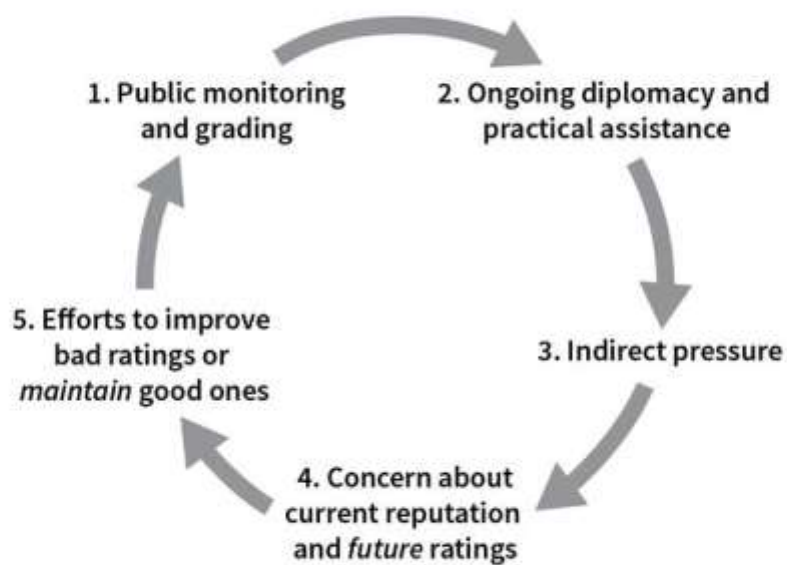 1. Public monitoring
and grading
2. Ongoing diplomacy and
practical assistance
3. Indirect pressure
4. Concern about
current reputation
and future ratings
5. Efforts to improve
bad ratings or
maintain good ones